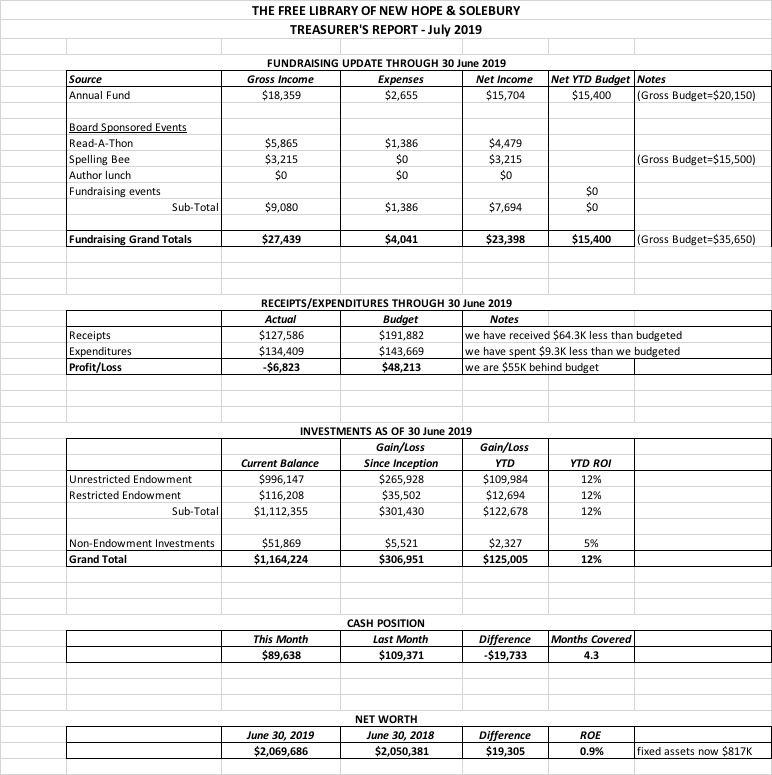 THE FREE LIBRARY OF NEW HOPE & SOLEBURY
TREASURER'S REPORT - July 2019
FUNDRAISING UPDATE THROUGH 30 June 2019
Source Gross Income Expenses Net Income Net YTD Budget Notes
Annual Fund $18,359 $2,655 $15,704 $15,400 (Gross Budget=$20,150)
Board Sponsored Events
Read-A-Thon $5,865 $1,386 $4,479
Spelling Bee $3,215 $0 $3,215 (Gross Budget=$15,500)
Author lunch $0 $0 $0
Fundraising events $0
Sub-Total $9,080 $1,386 $7,694 $0
Fundraising Grand Totals $27,439 $4,041 $23,398 $15,400 (Gross Budget=$35,650)
RECEIPTS/EXPENDITURES THROUGH 30 June 2019
Actual Budget Notes
Receipts $127,586 $191,882 we have received $64.3K less than budgeted
Expenditures $134,409 $143,669 we have spent $9.3K less than we budgeted
Profit/Loss -$6,823 $48,213 we are $55K behind budget
INVESTMENTS AS OF 30 June 2019
Gain/Loss Gain/Loss
Current Balance Since Inception YTD YTD ROI
Unrestricted Endowment $996,147 $265,928 $109,984 12%
Restricted Endowment $116,208 $35,502 $12,694 12%
Sub-Total $1,112,355 $301,430 $122,678 12%
Non-Endowment Investments $51,869 $5,521 $2,327 5%
Grand Total $1,164,224 $306,951 $125,005 12%
CASH POSITION
This Month Last Month Difference Months Covered
$89,638 $109,371 -$19,733 4.3
NET WORTH
June 30, 2019 June 30, 2018 Difference ROE
$2,069,686 $2,050,381 $19,305 0.9% fixed assets now $817K